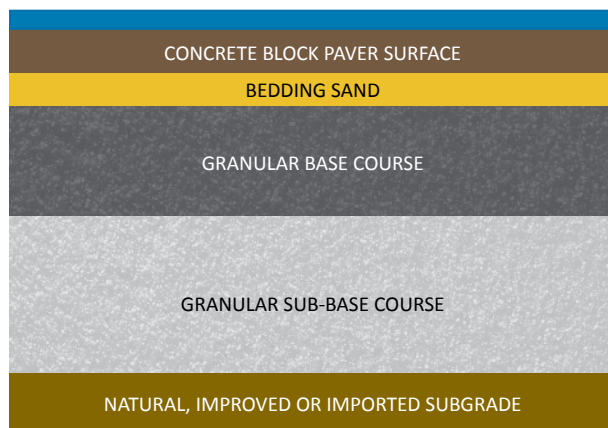 CONCRETE BLOCK PAVER SURFACE
BEDDING SAND
GRANULAR BASE COURSE
GRANULAR SUB-BASE COURSE
NATURAL, IMPROVED OR IMPORTED SUBGRADE